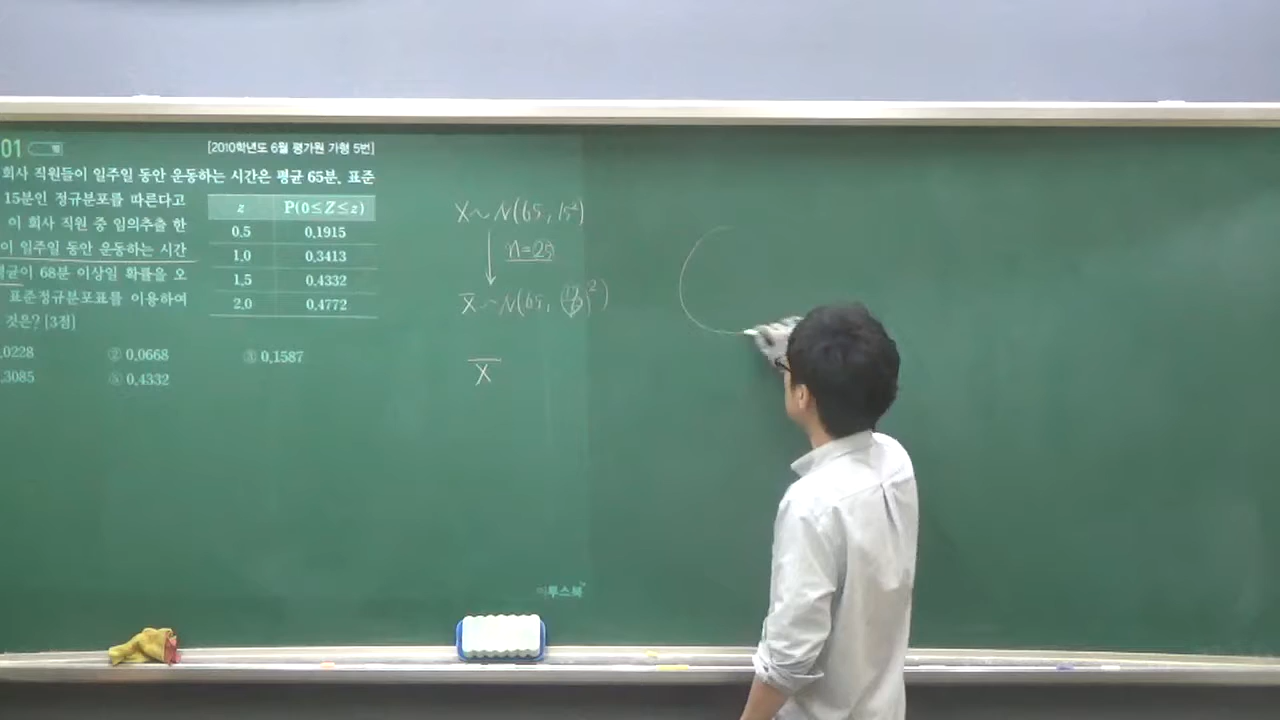 01
[2010학년도 6월 평가원 가형 5번]
회사 직원들이 일주일 동안 운동하는 시간은 평균 65분, 표준
15분인 정규분포를 따른다고
이 회사 직원 중 임의추출 한
이 일주일 동안 운동하는 시간
평균이 68분 이상일 확률을 오
표준정규분포표를 이용하여
것은? [3점]
z P(0≤Z≤z)
0.5 0.1915
1.0 0.3413
1.5 0.4332
2.0 0.4772
.0228 ② 0.0668 ③ 0.1587
.3085 ⑤ 0.4332
X ~ N(65, 15²)
n=25
X̄ ~ N(65,
X̄
이투스북